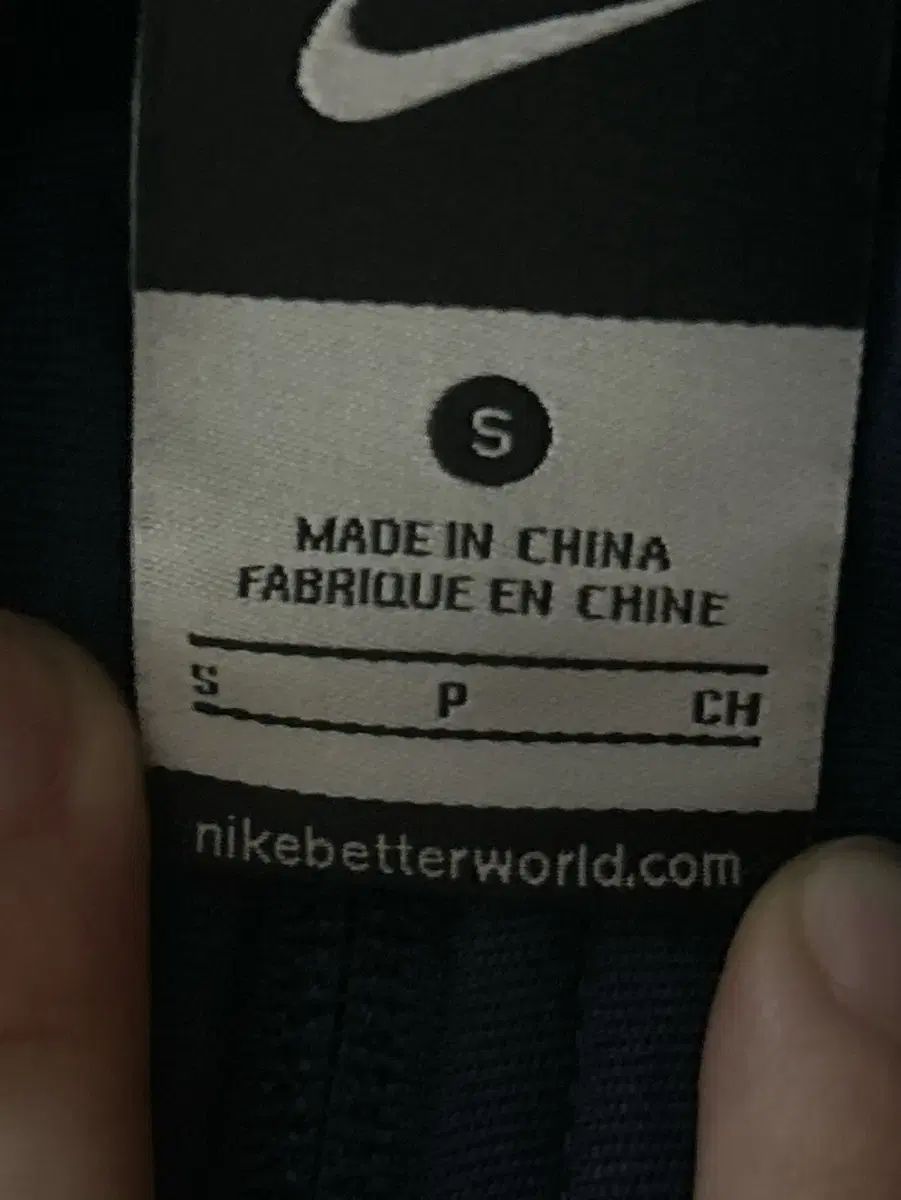 S
MADE IN CHINA
FABRIQUE EN CHINE
S P CH
nikebetterworld.com